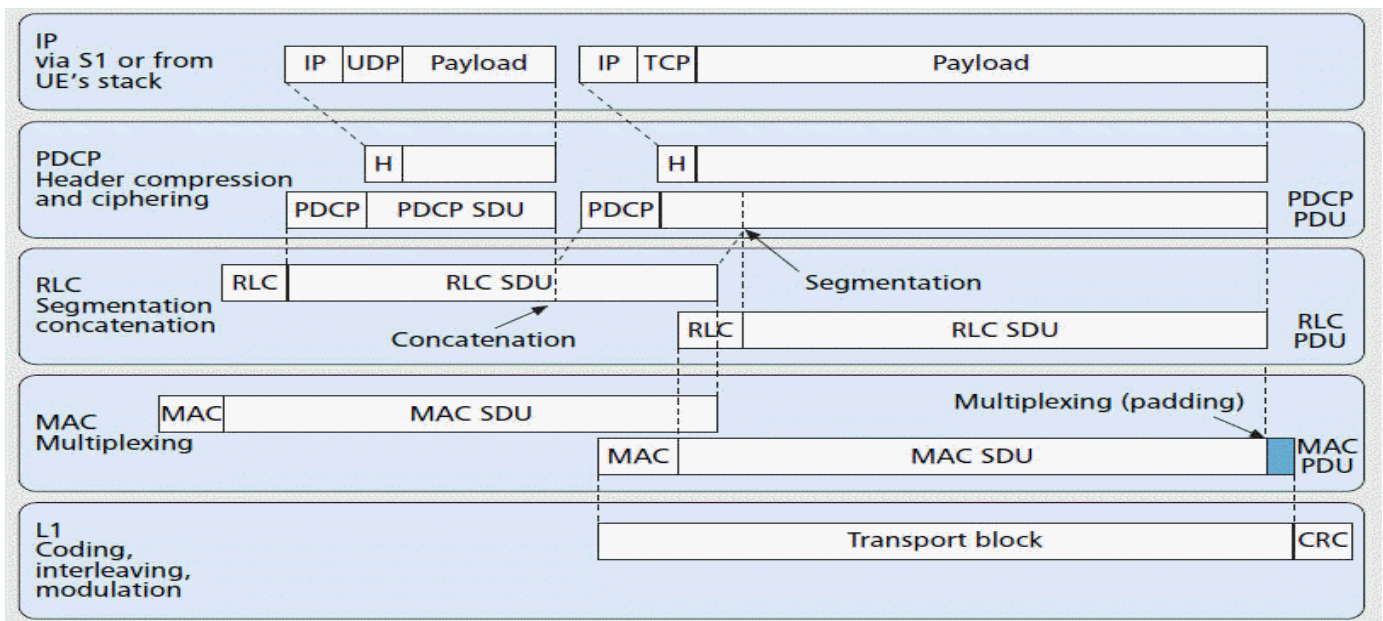 IP
via S1 or from
UE's stack
IP UDP Payload IP TCP Payload
PDCP
Header compression
and ciphering
H H
PDCP PDCP SDU PDCP
PDCP
PDU
RLC
Segmentation
concatenation
RLC RLC SDU
Segmentation
Concatenation
RLC RLC SDU
RLC
PDU
MAC
Multiplexing
MAC MAC SDU
Multiplexing (padding)
MAC MAC SDU
MAC
PDU
L1
Coding,
interleaving,
modulation
Transport block CRC